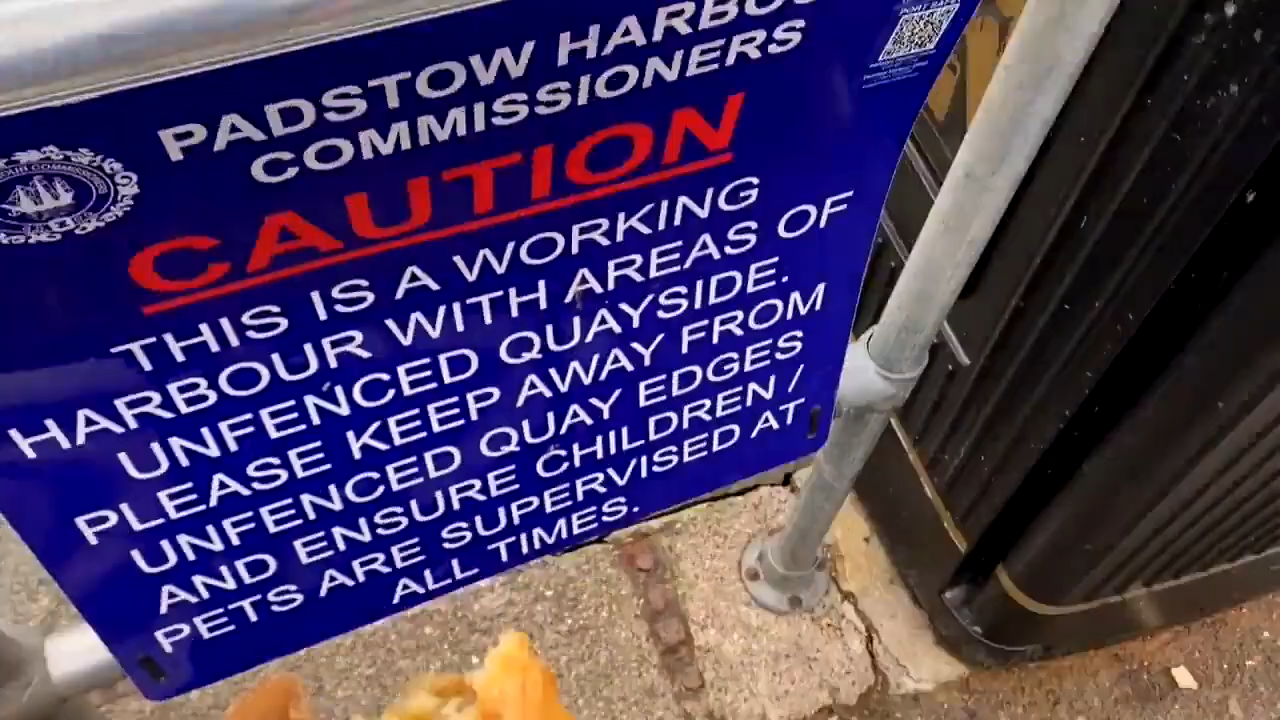 PADSTOW HARBOU
COMMISSIONERS
CAUTION
THIS IS A WORKING
HARBOUR WITH AREAS OF
UNFENCED QUAYSIDE.
PLEASE KEEP AWAY FROM
UNFENCED QUAY EDGES
AND ENSURE CHILDREN /
PETS ARE SUPERVISED AT
ALL TIMES.